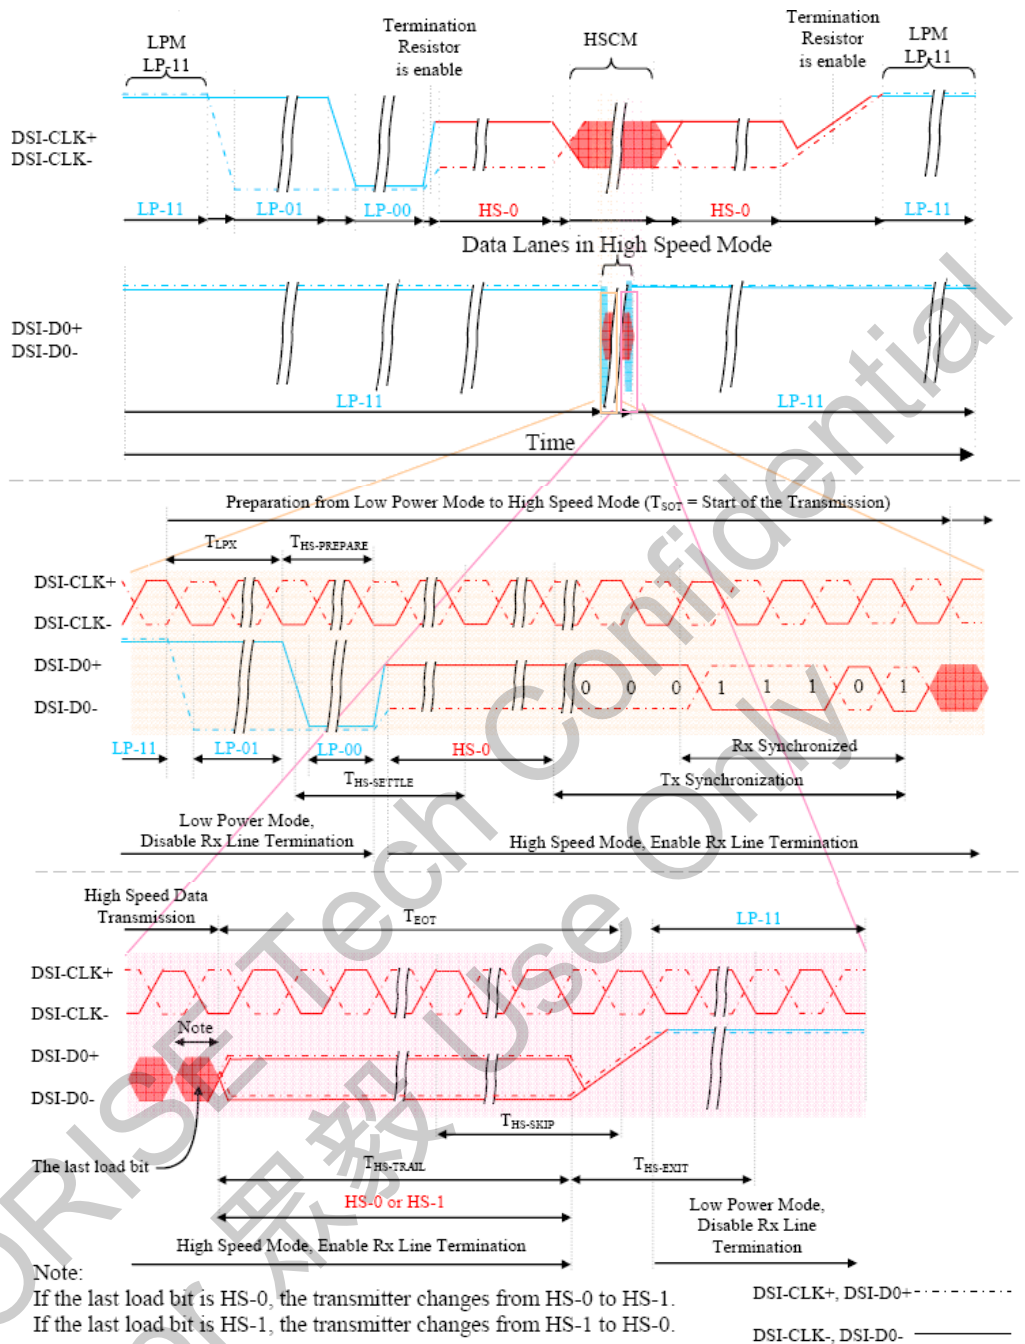 LPM
LP-11
Termination
Resistor
is enable
HSCM
Termination
Resistor
is enable
LPM
LP-11
DSI-CLK+
DSI-CLK-
LP-11 LP-01 LP-00 HS-0 HS-0 LP-11
Data Lanes in High Speed Mode
DSI-D0+
DSI-D0-
LP-11 LP-11
Time
Preparation from Low Power Mode to High Speed Mode (TSOT = Start of the Transmission)
TLPX THS-PREPARE
DSI-CLK+
DSI-CLK-
DSI-D0+
DSI-D0-
0 0 0 1 1 1 0 1
LP-11 LP-01 LP-00 HS-0
Rx Synchronized
THS-SETTLE
Tx Synchronization
Low Power Mode,
Disable Rx Line Termination
High Speed Mode, Enable Rx Line Termination
High Speed Data
Transmission
TEOT
LP-11
DSI-CLK+
DSI-CLK-
Note
DSI-D0+
DSI-D0-
THS-SKIP
The last load bit
THS-TRAIL
THS-EXIT
HS-0 or HS-1
Low Power Mode,
Disable Rx Line
Termination
High Speed Mode, Enable Rx Line Termination
Note:
If the last load bit is HS-0, the transmitter changes from HS-0 to HS-1.
If the last load bit is HS-1, the transmitter changes from HS-1 to HS-0.
DSI-CLK+, DSI-D0+
DSI-CLK-, DSI-D0-
ORISE Tech Confidential
or 眾毅 Use Only